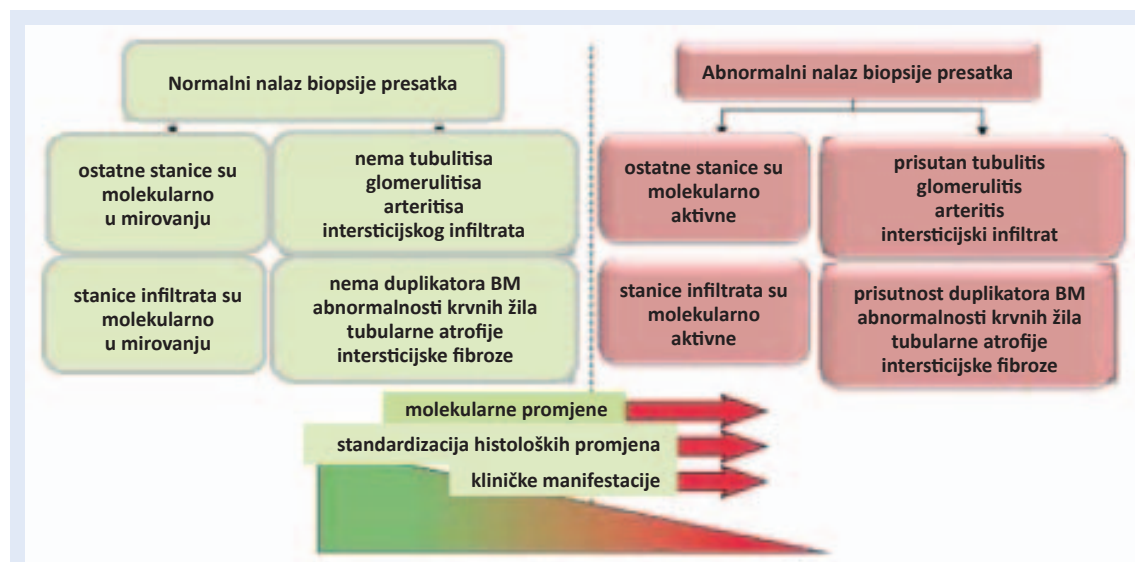 Normalni nalaz biopsije presatka
ostatne stanice su
molekularno
u mirovanju
nema tubulitisa
glomerulitisa
arteritisa
intersticijskog infiltrata
stanice infiltrata su
molekularno
u mirovanju
nema duplikatora BM
abnormalnosti krvnih žila
tubularne atrofije
intersticijske fibroze
Abnormalni nalaz biopsije presatka
ostatne stanice su
molekularno
aktivne
prisutan tubulitis
glomerulitis
arteritis
intersticijski infiltrat
stanice infiltrata su
molekularno
aktivne
prisutnost duplikatora BM
abnormalnosti krvnih žila
tubularne atrofije
intersticijske fibroze
molekularne promjene
standardizacija histoloških promjena
kliničke manifestacije